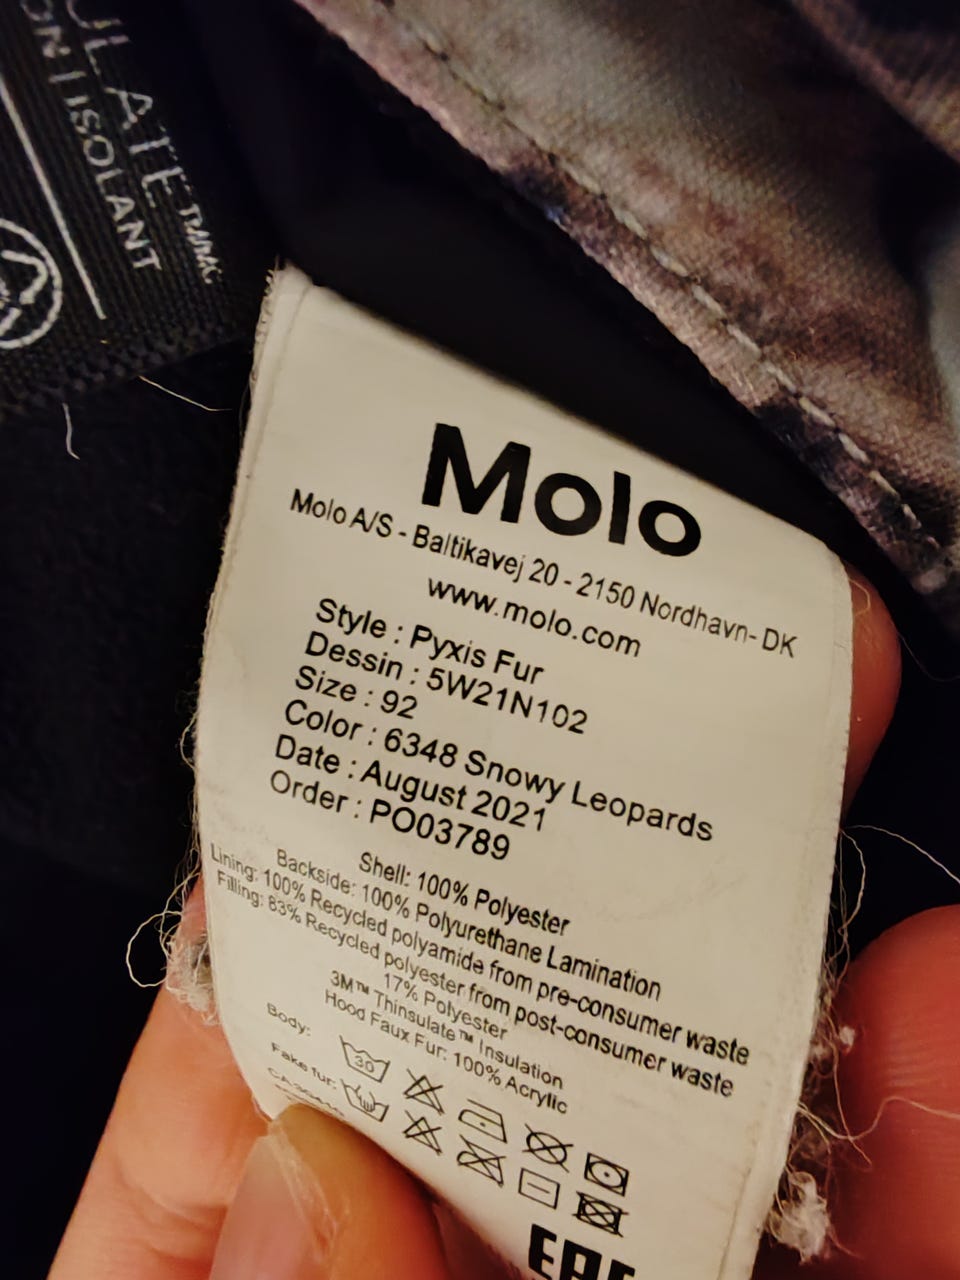 ULATE
ON | ISOLANT
Molo
Molo A/S - Baltikavej 20 - 2150 Nordhavn- DK
www.molo.com
Style : Pyxis Fur
Dessin : 5W21N102
Size : 92
Color : 6348 Snowy Leopards
Date : August 2021
Order : PO03789
Shell: 100% Polyester
Backside: 100% Polyurethane Lamination
Lining: 100% Recycled polyamide from pre-consumer waste
Filling: 83% Recycled polyester from post-consumer waste
17% Polyester
3M™ Thinsulate™ Insulation
Hood Faux Fur: 100% Acrylic
Body:
30
Fake fur:
EAC